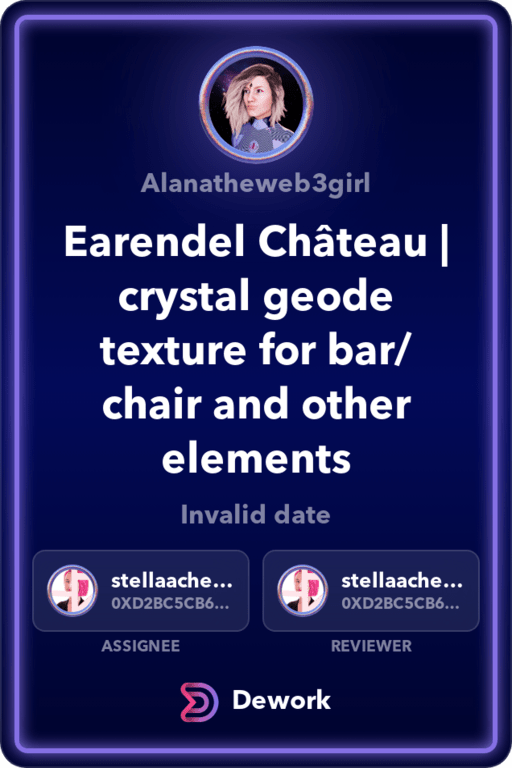 Alanatheweb3girl
Earendel Château |
crystal geode
texture for bar/
chair and other
elements
Invalid date
stellaache...
0XD2BC5CB6...
ASSIGNEE
stellaache...
0XD2BC5CB6...
REVIEWER
Dework